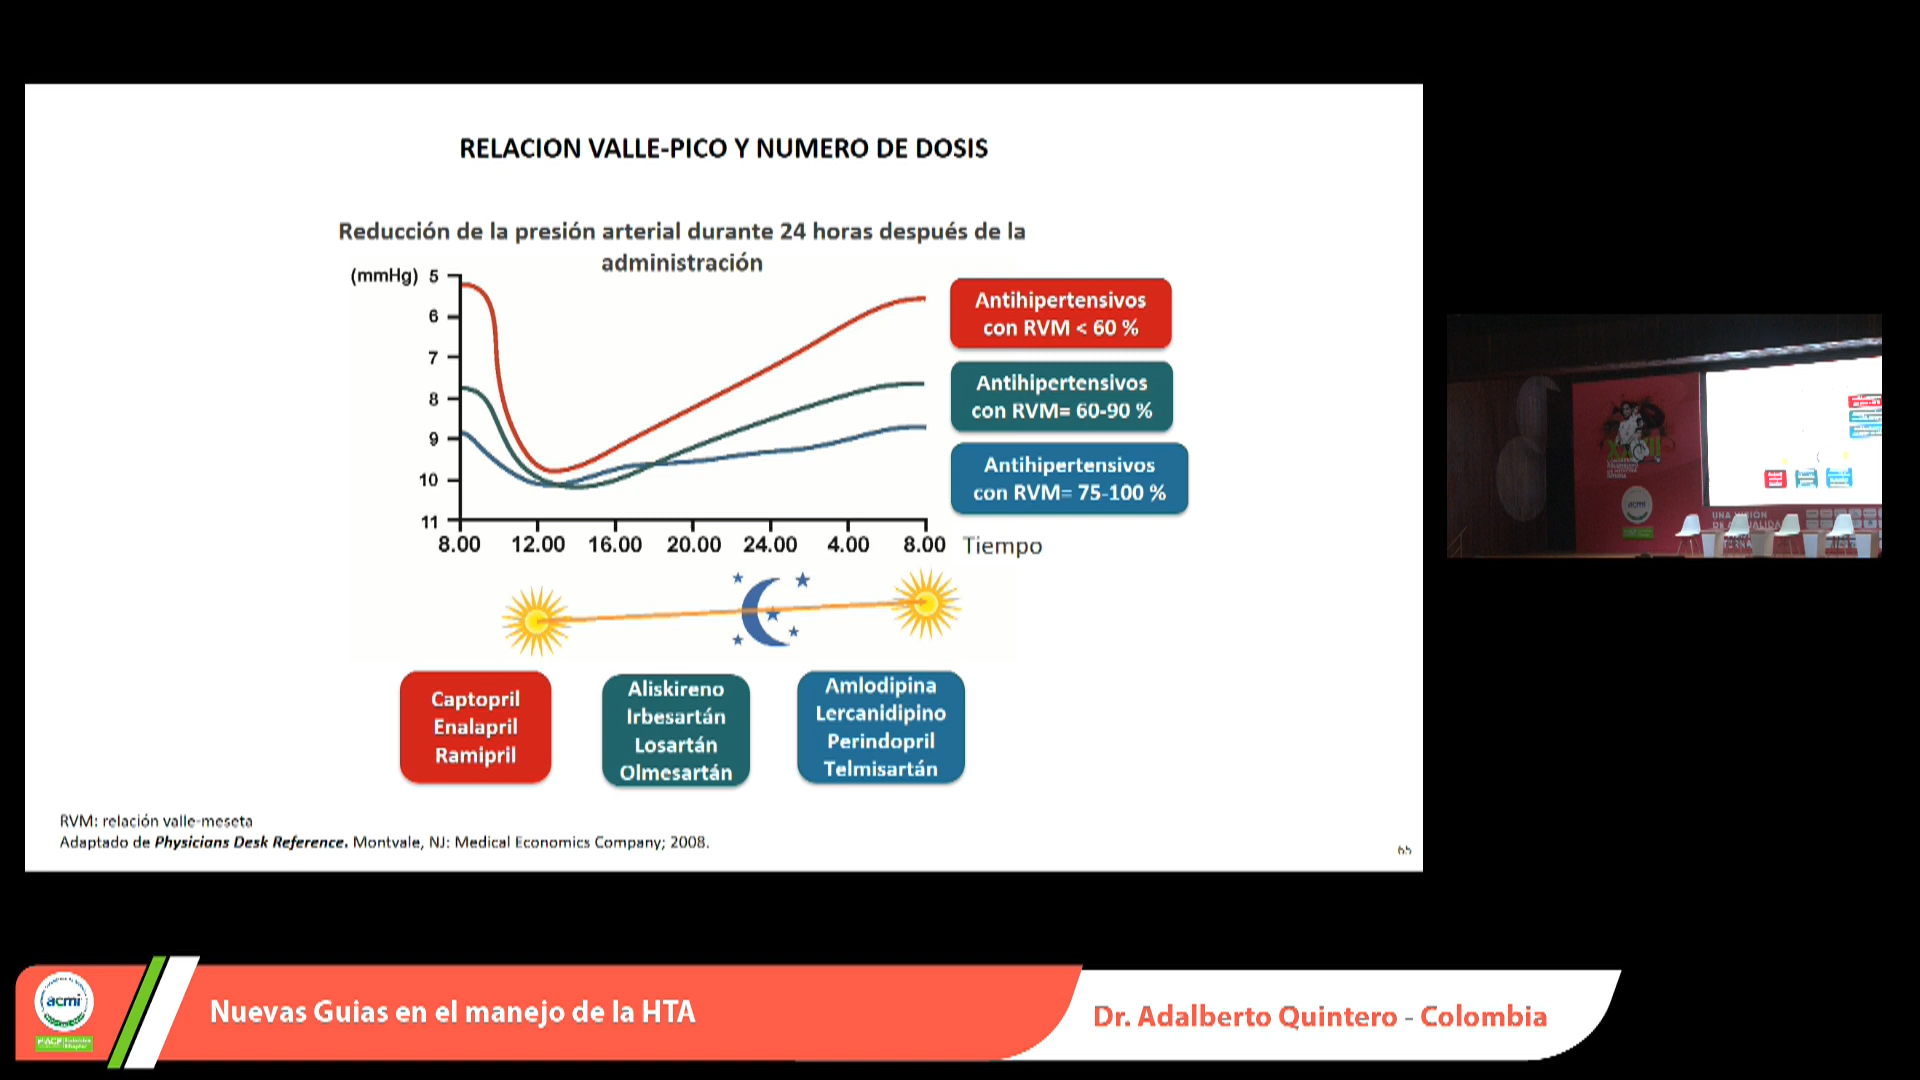 RELACION VALLE-PICO Y NUMERO DE DOSIS
Reducción de la presión arterial durante 24 horas después de la
administración
(mmHg)
5
6
7
8
9
10
11
8.00 12.00 16.00 20.00 24.00 4.00 8.00 Tiempo
Antihipertensivos
con RVM < 60 %
Antihipertensivos
con RVM= 60-90 %
Antihipertensivos
con RVM= 75-100 %
Captopril
Enalapril
Ramipril
Aliskireno
Irbesartán
Losartán
Olmesartán
Amlodipina
Lercanidipino
Perindopril
Telmisartán
RVM: relación valle-meseta
Adaptado de Physicians Desk Reference. Montvale, NJ: Medical Economics Company; 2008.
65
acmi
Nuevas Guias en el manejo de la HTA
Dr. Adalberto Quintero - Colombia